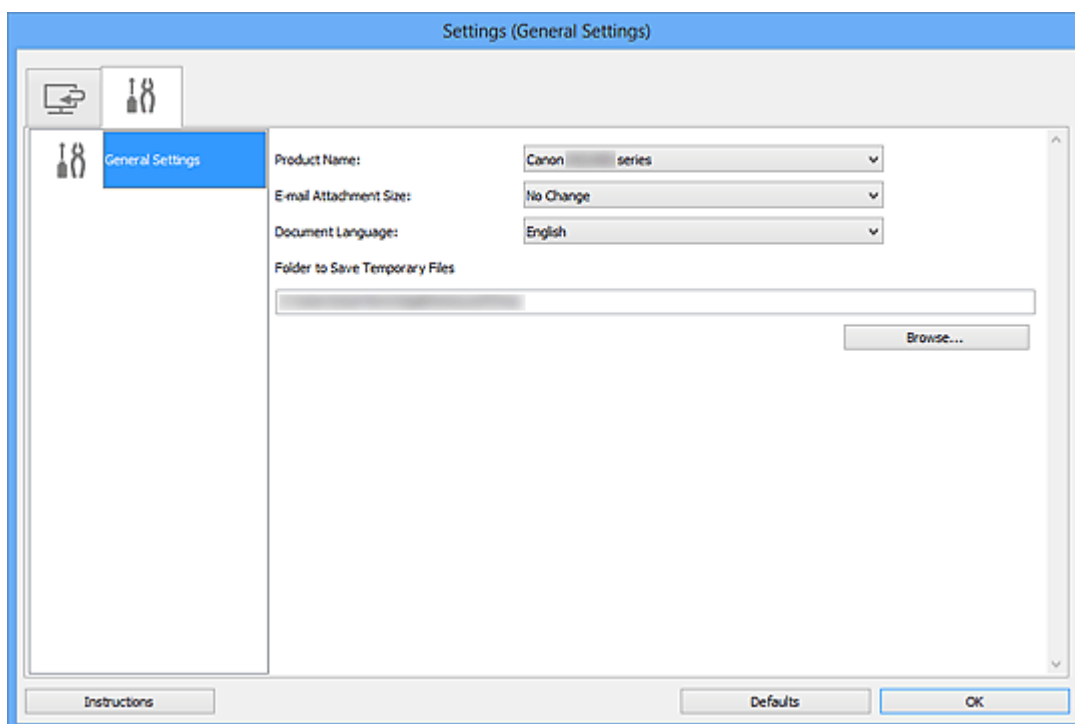 Settings (General Settings)
General Settings
Product Name:
Canon series
E-mail Attachment Size:
No Change
Document Language:
English
Folder to Save Temporary Files
Browse...
Instructions
Defaults
OK